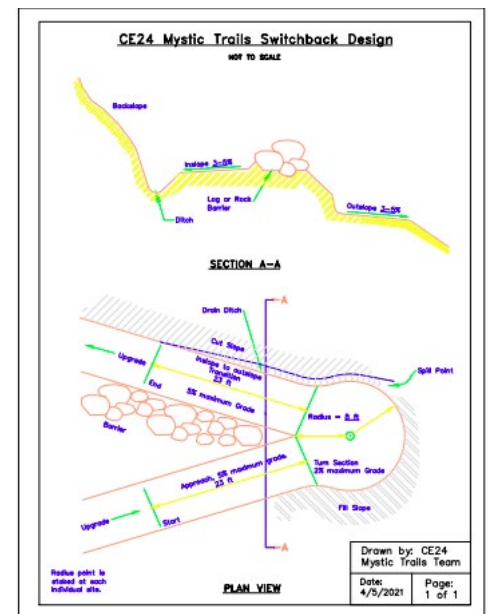 CE24 Mystic Trails Switchback Design
NOT TO SCALE
Backslope
Inslope 3-5%
Log or Rock
Barrier
Ditch
Outslope 3-5%
SECTION A-A
Drain Ditch
A
Cut Slope
Upgrade
Inslope to outslope
Transition
23 ft
Spill Point
End
5% maximum Grade
Radius = 8 ft
Barrier
Approach, 5% maximum grade
23 ft
Turn Section
2% maximum Grade
Upgrade
Start
Fill Slope
A
Radius point is
staked at each
individual site.
PLAN VIEW
Drawn by: CE24
Mystic Trails Team
Date:
4/5/2021
Page:
1 of 1